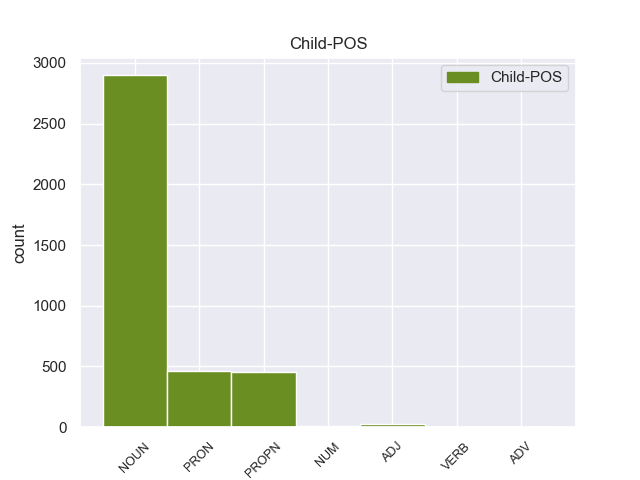 Child-POS
Child-POS
3000
2500
2000
1500
1000
500
0
count
NOUN
PRON
PROPN
NUM
ADJ
VERB
ADV